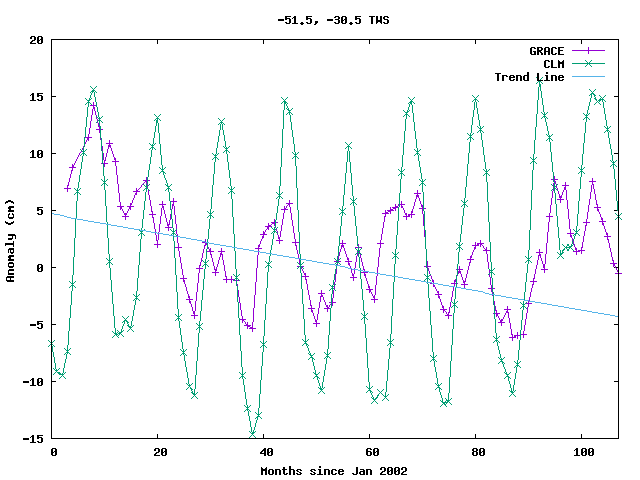 -51.5, -30.5 TWS
GRACE
CLM
Trend Line
20
15
10
5
0
-5
-10
-15
Anomaly (cm)
0 20 40 60 80 100
Months since Jan 2002